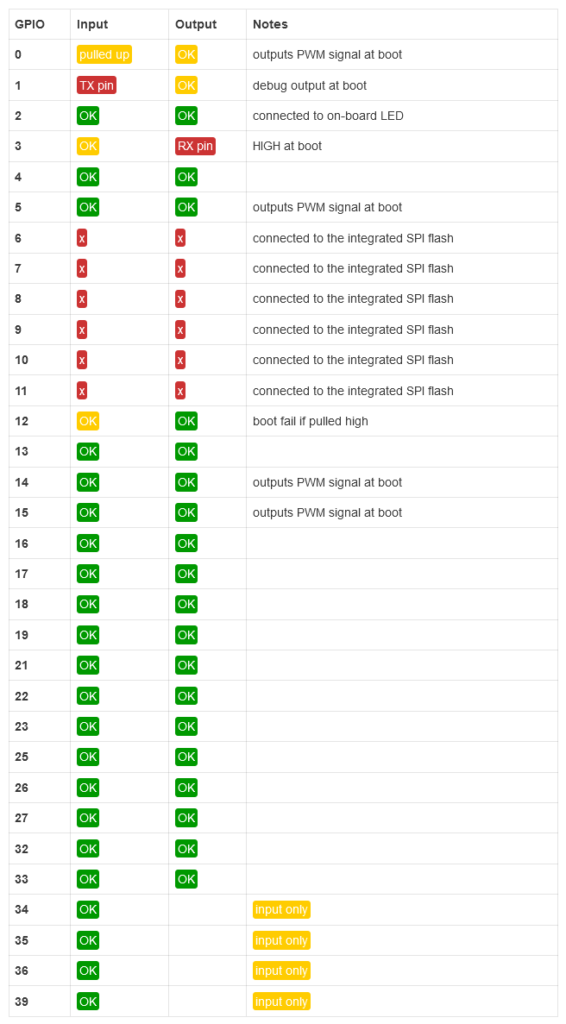 GPIO Input Output Notes
0 pulled up OK outputs PWM signal at boot
1 TX pin OK debug output at boot
2 OK OK connected to on-board LED
3 OK RX pin HIGH at boot
4 OK OK
5 OK OK outputs PWM signal at boot
6 x x connected to the integrated SPI flash
7 x x connected to the integrated SPI flash
8 x x connected to the integrated SPI flash
9 x x connected to the integrated SPI flash
10 x x connected to the integrated SPI flash
11 x x connected to the integrated SPI flash
12 OK OK boot fail if pulled high
13 OK OK
14 OK OK outputs PWM signal at boot
15 OK OK outputs PWM signal at boot
16 OK OK
17 OK OK
18 OK OK
19 OK OK
21 OK OK
22 OK OK
23 OK OK
25 OK OK
26 OK OK
27 OK OK
32 OK OK
33 OK OK
34 OK input only
35 OK input only
36 OK input only
39 OK input only